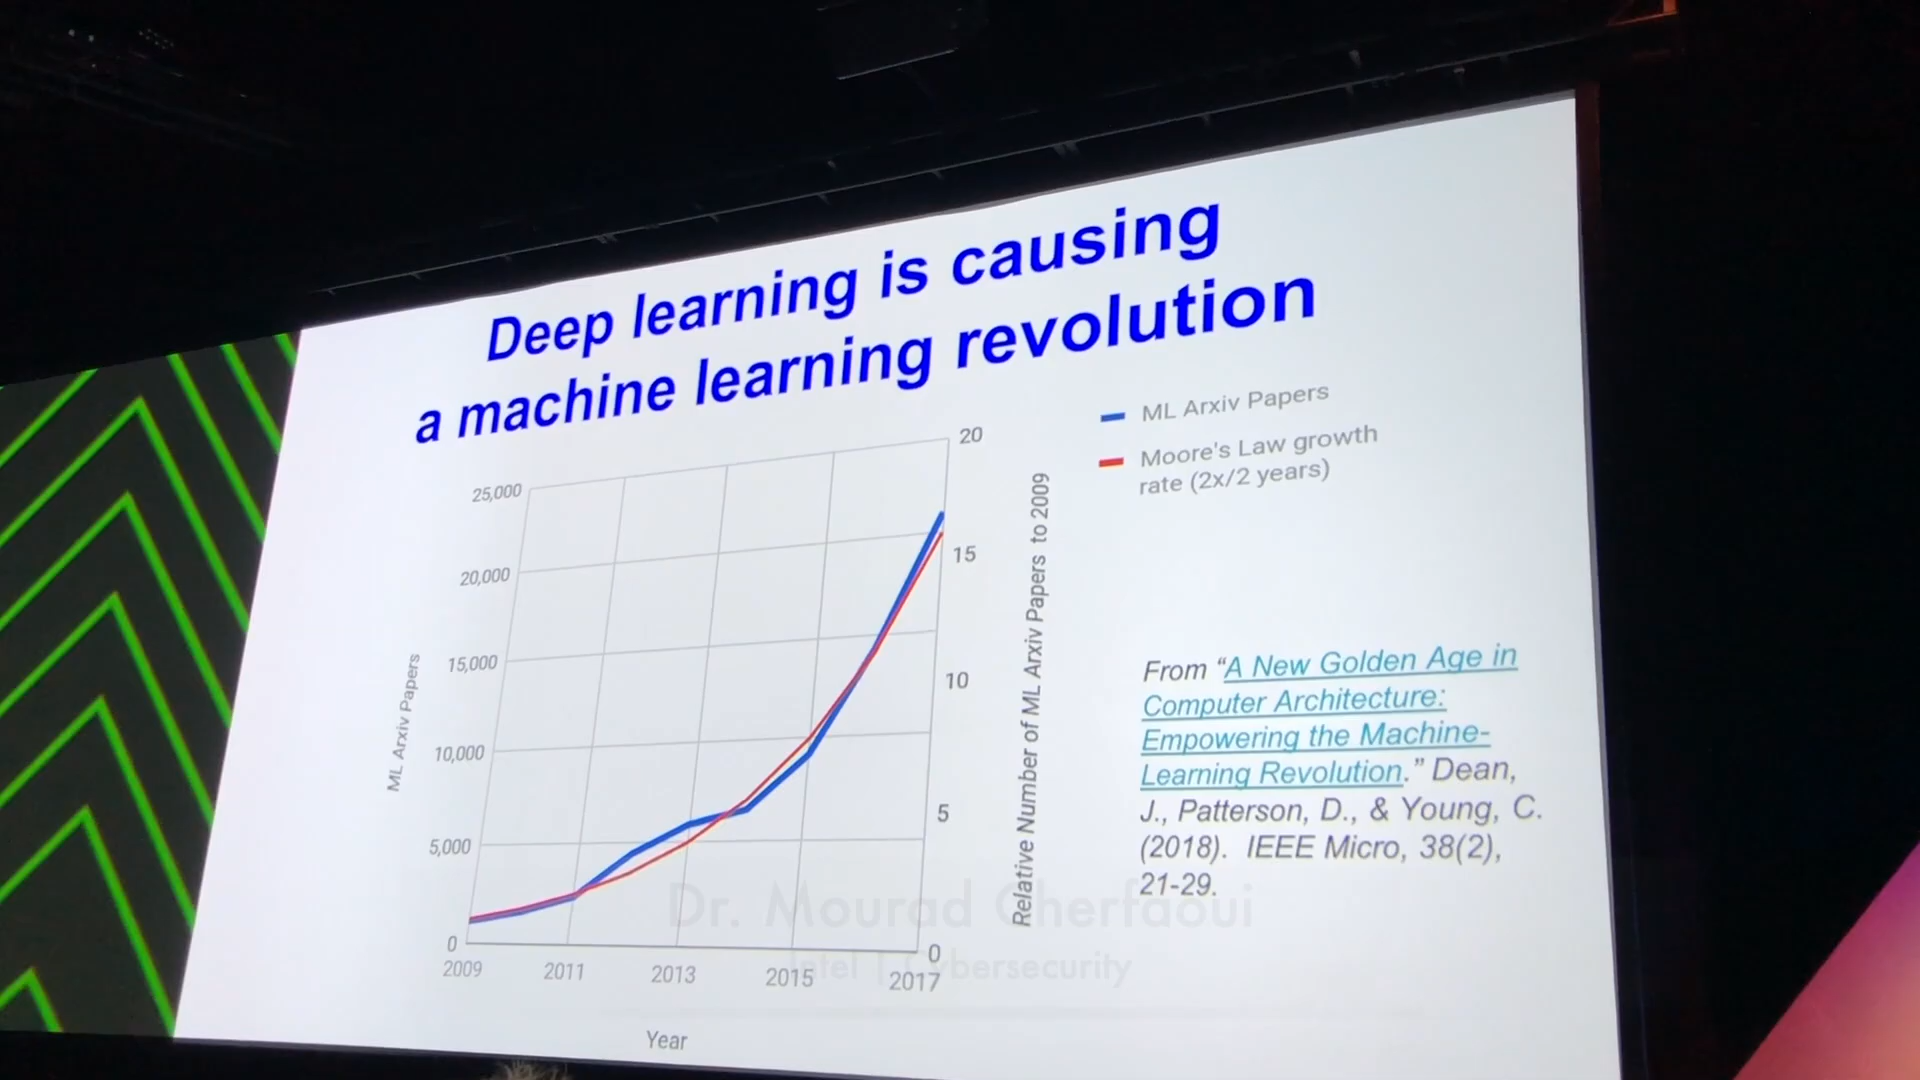 Deep learning is causing
a machine learning revolution
ML Arxiv Papers
Moore's Law growth
rate (2x/2 years)
25,000
20,000
15,000
10,000
5,000
0
ML Arxiv Papers
20
15
10
5
0
Relative Number of ML Arxiv Papers to 2009
2009
2011
2013
2015
2017
Year
From “A New Golden Age in
Computer Architecture:
Empowering the Machine-
Learning Revolution.” Dean,
J., Patterson, D., & Young, C.
(2018). IEEE Micro, 38(2),
21-29.
Dr. Mourad Cherfaoui
Intel | Cybersecurity